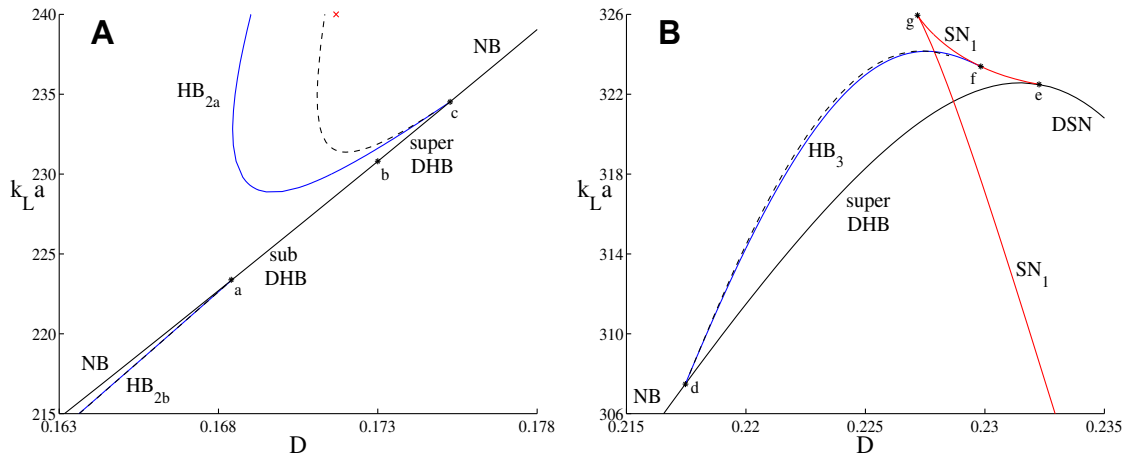 A
240
235
230
225
220
215
k_L a
0.163
0.168
0.173
0.178
D
HB_2a
NB
c
super
DHB
b
sub
DHB
a
NB
HB_2b
B
326
322
318
314
310
306
k_L a
0.215
0.22
0.225
0.23
0.235
D
g
SN_1
f
e
DSN
HB_3
super
DHB
SN_1
NB
d